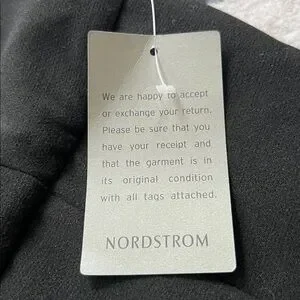 We are happy to accept
or exchange your return.
Please be sure that you
have your receipt and
that the garment is in
its original condition
with all tags attached.
NORDSTROM